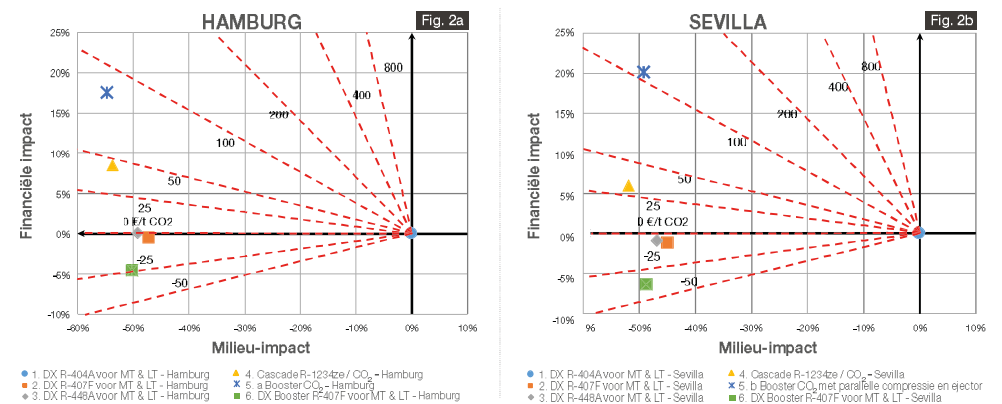 HAMBURG
Fig. 2a
25%
20%
15%
10%
5%
0%
-6%
-10%
Financiële impact
800
400
200
100
50
25
0 €/t CO2
-25
-50
-60% -50% -40% -30% -20% -10% 0% 10%
Milieu-impact
1. DX R-404A voor MT & LT - Hamburg
2. DX R-407F voor MT & LT - Hamburg
3. DX R-448A voor MT & LT - Hamburg
4. Cascade R-1234ze / CO2 - Hamburg
5. a Booster CO2 - Hamburg
6. DX Booster R-407F voor MT & LT - Hamburg
SEVILLA
Fig. 2b
25%
20%
15%
10%
5%
0%
-5%
-10%
Financiële impact
800
400
200
100
50
25
0 €/t CO2
-25
-50
% -50% -40% -30% -20% -10% 0% 10%
Milieu-impact
1. DX R-404A voor MT & LT - Sevilla
2. DX R-407F voor MT & LT - Sevilla
3. DX R-448A voor MT & LT - Sevilla
4. Cascade R-1234ze / CO2 - Sevilla
5. b Booster CO2 met parallelle compressie en ejector
6. DX Booster R-407F voor MT & LT - Sevilla